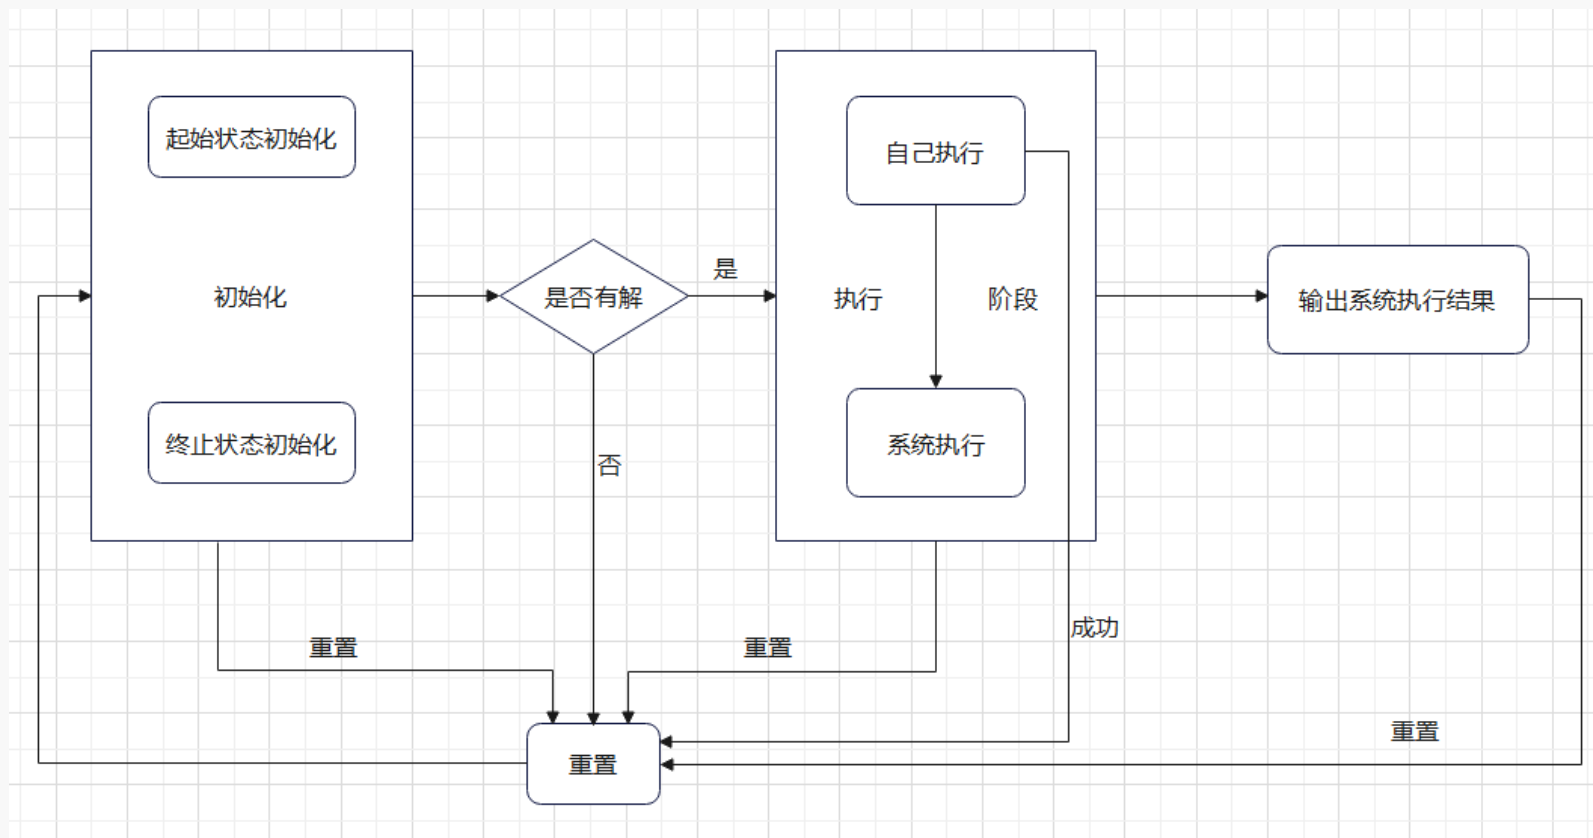 起始状态初始化
初始化
终止状态初始化
是否有解
是
否
自己执行
执行
阶段
系统执行
输出系统执行结果
重置
重置
成功
重置
重置